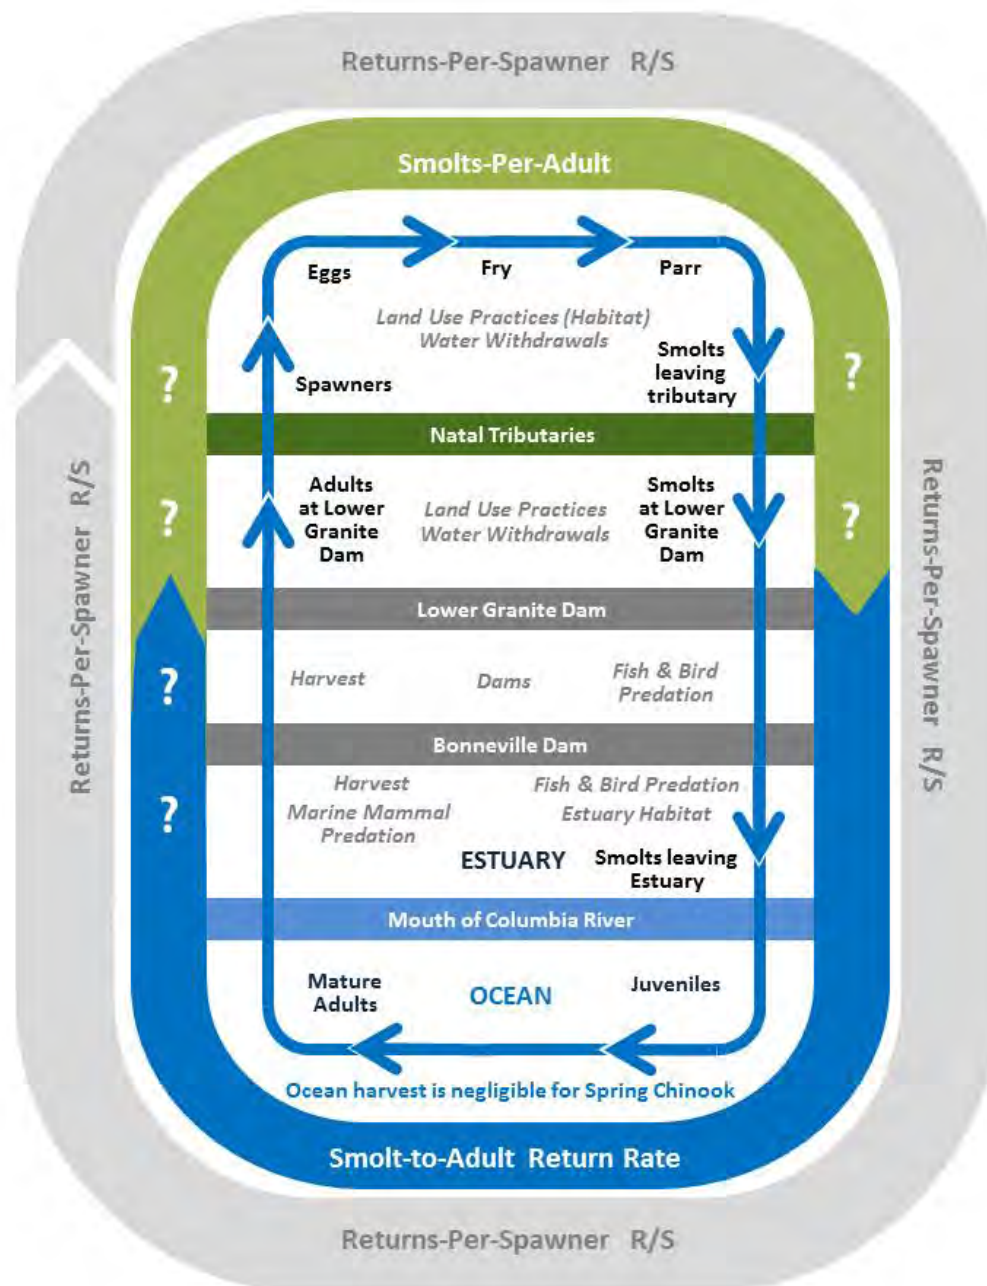 Returns-Per-Spawner R/S
Smolts-Per-Adult
Eggs
Fry
Parr
Land Use Practices (Habitat)
Water Withdrawals
Spawners
Smolts
leaving
tributary
?
?
Natal Tributaries
Adults
at Lower
Granite
Dam
Land Use Practices
Water Withdrawals
Smolts
at Lower
Granite
Dam
?
?
Returns-Per-Spawner R/S
Returns-Per-Spawner R/S
Lower Granite Dam
Harvest
Dams
Fish & Bird
Predation
?
Bonneville Dam
Harvest
Marine Mammal
Predation
Fish & Bird Predation
Estuary Habitat
?
ESTUARY
Smolts leaving
Estuary
Mouth of Columbia River
Mature
Adults
OCEAN
Juveniles
Ocean harvest is negligible for Spring Chinook
Smolt-to-Adult Return Rate
Returns-Per-Spawner R/S